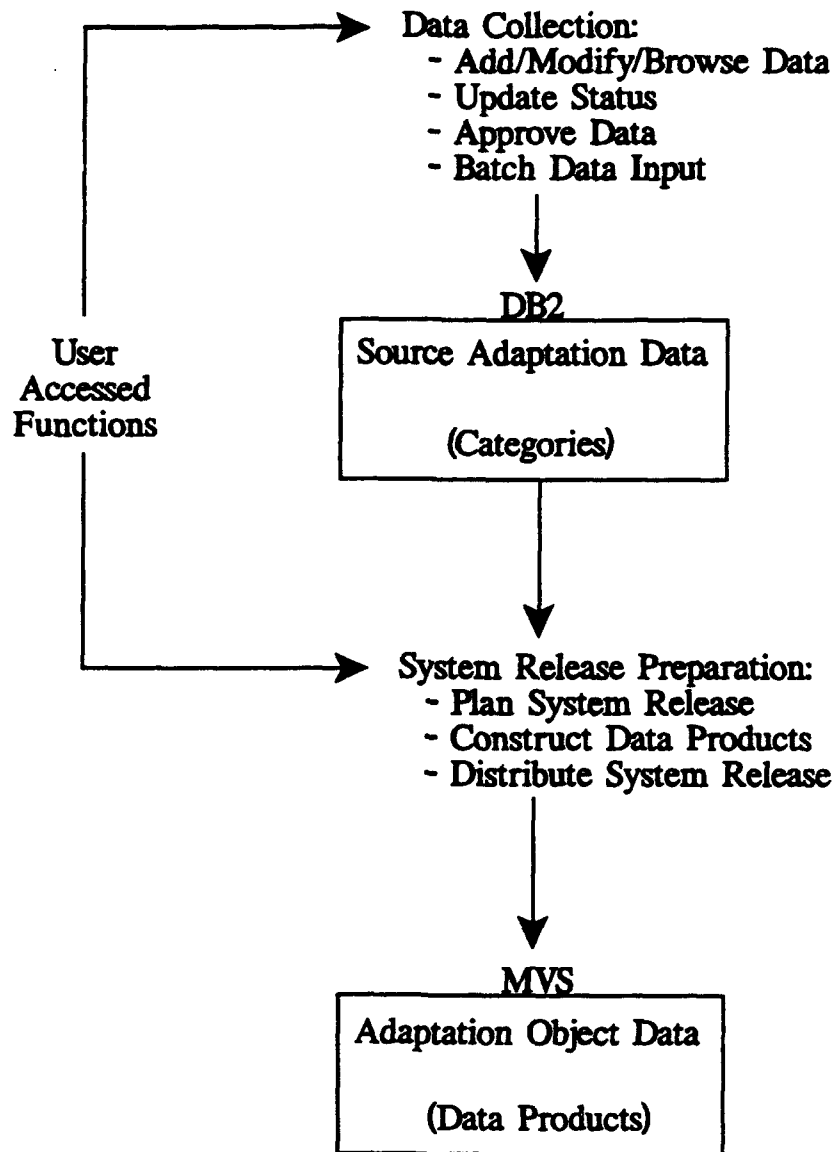 Data Collection:
- Add/Modify/Browse Data
- Update Status
- Approve Data
- Batch Data Input
DB2
Source Adaptation Data
(Categories)
User
Accessed
Functions
System Release Preparation:
- Plan System Release
- Construct Data Products
- Distribute System Release
MVS
Adaptation Object Data
(Data Products)